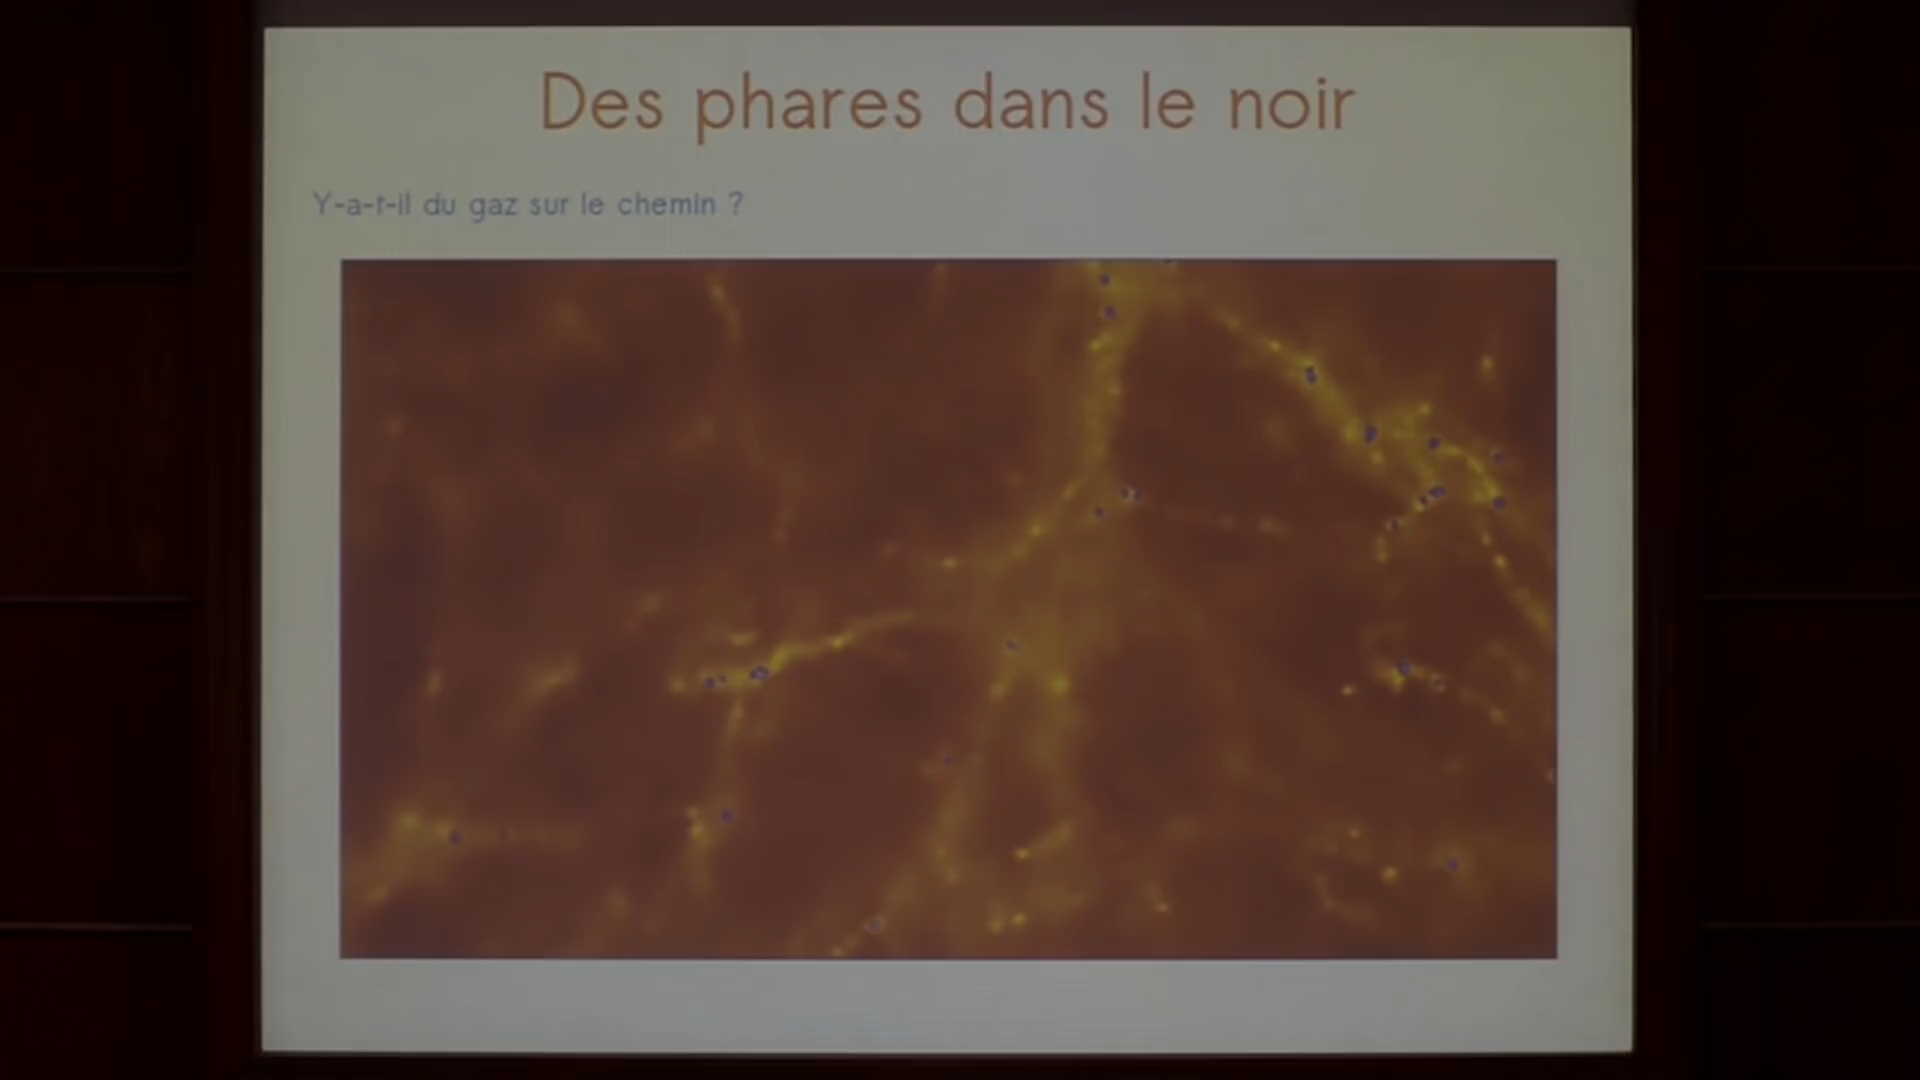 Des phares dans le noir
Y-a-t-il du gaz sur le chemin ?